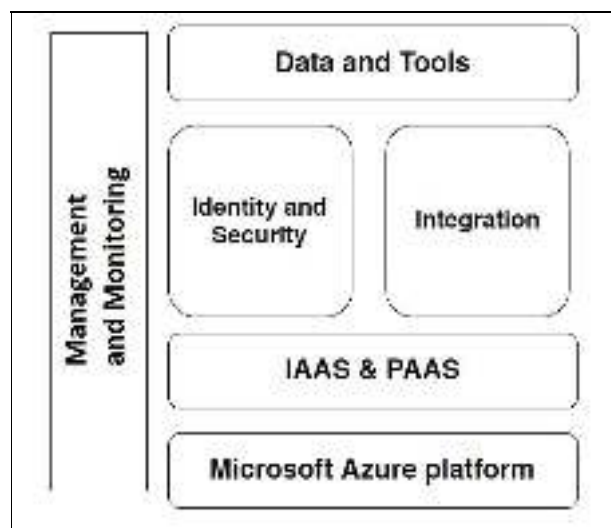 Data and Tools
Management
and Monitoring
Identity and
Security
Integration
IAAS & PAAS
Microsoft Azure platform